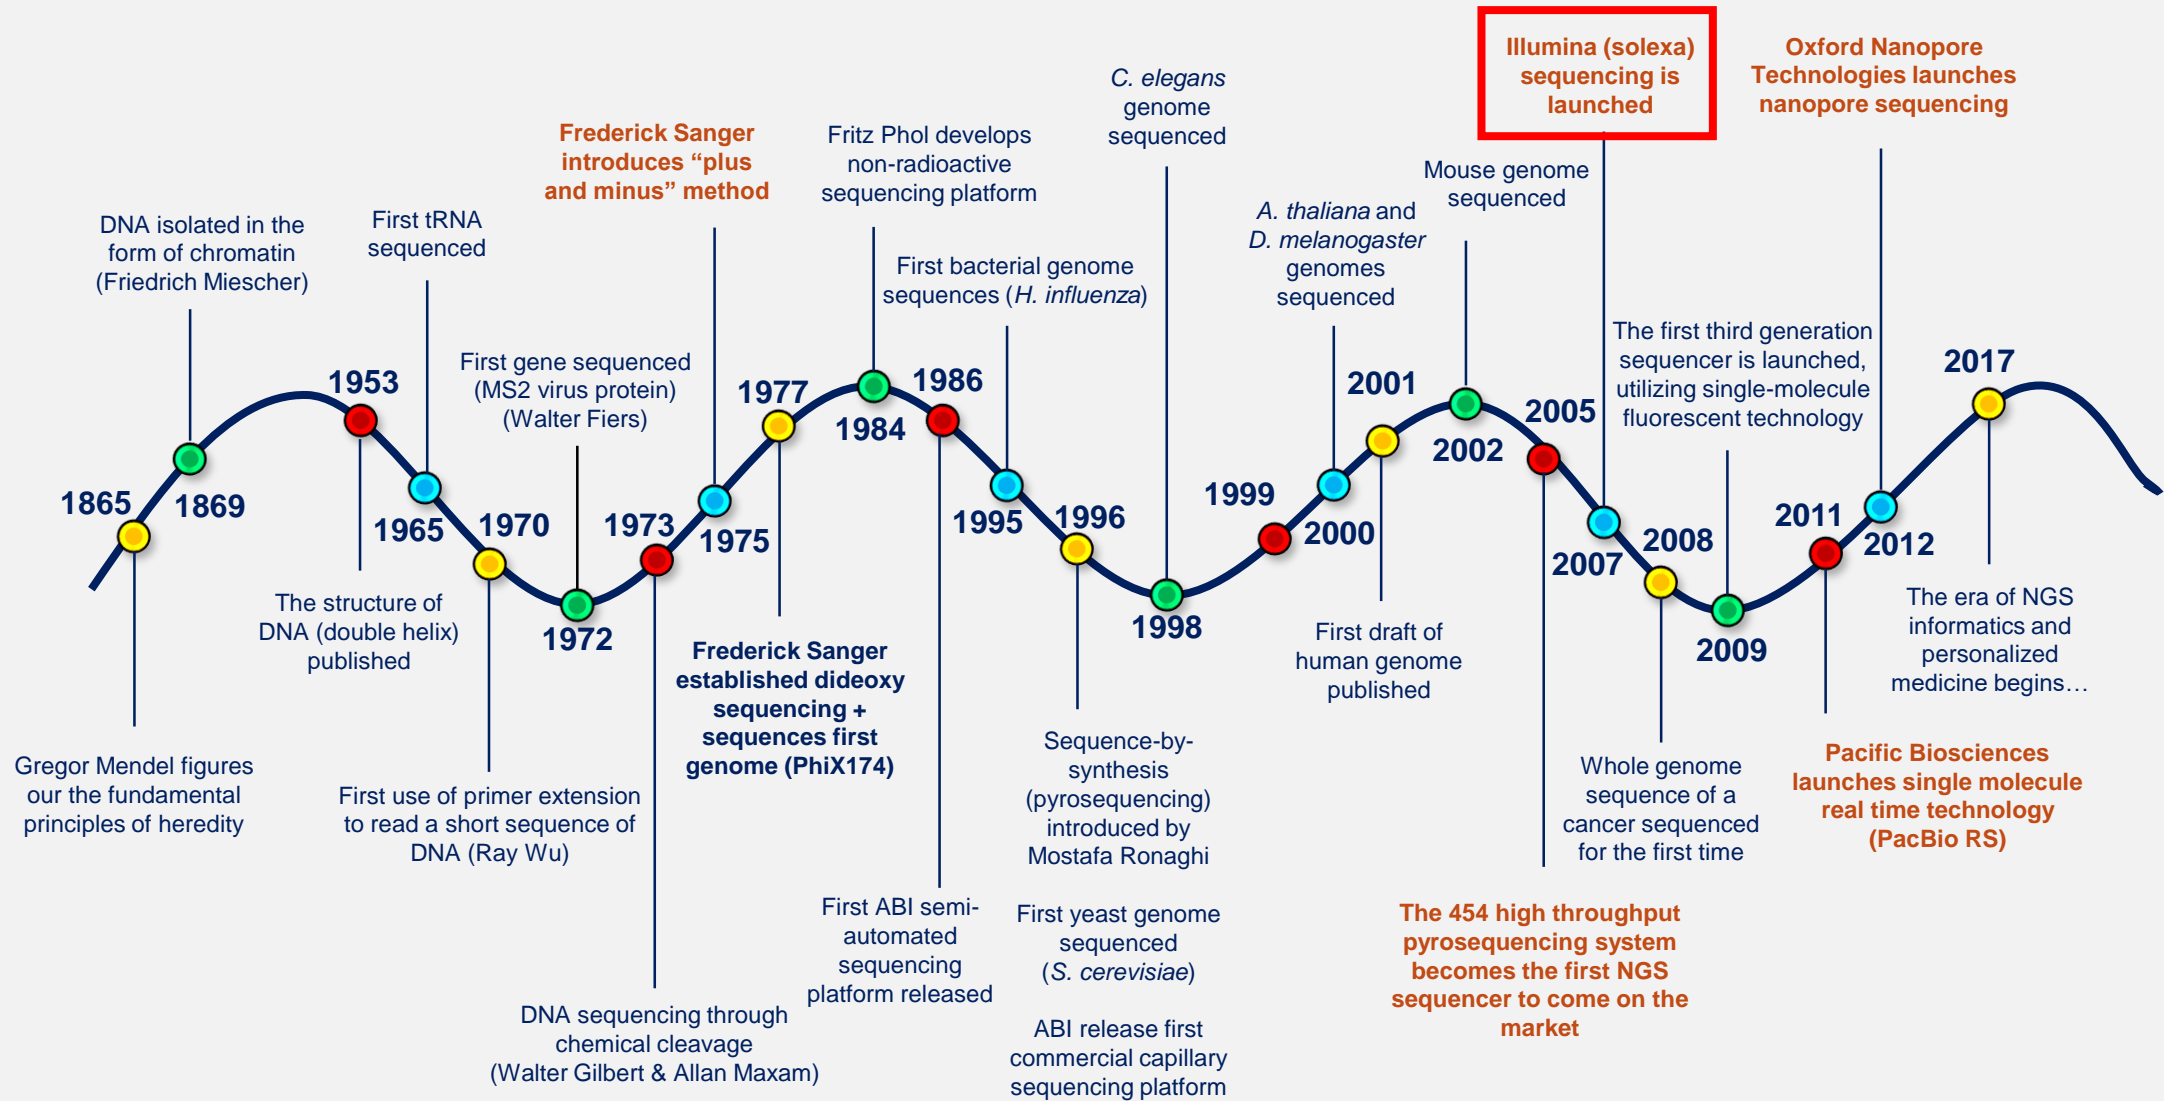 1865
Gregor Mendel figures
our the fundamental
principles of heredity
DNA isolated in the
form of chromatin
(Friedrich Miescher)
1869
1953
The structure of
DNA (double helix)
published
First tRNA
sequenced
1965
1970
First use of primer extension
to read a short sequence of
DNA (Ray Wu)
First gene sequenced
(MS2 virus protein)
(Walter Fiers)
1972
1973
DNA sequencing through
chemical cleavage
(Walter Gilbert & Allan Maxam)
Frederick Sanger
introduces “plus
and minus” method
1975
1977
Frederick Sanger
established dideoxy
sequencing +
sequences first
genome (PhiX174)
Fritz Phol develops
non-radioactive
sequencing platform
1984
1986
First ABI semi-
automated
sequencing
platform released
First bacterial genome
sequences (H. influenza)
1995
1996
Sequence-by-
synthesis
(pyrosequencing)
introduced by
Mostafa Ronaghi
First yeast genome
sequenced
(S. cerevisiae)
ABI release first
commercial capillary
sequencing platform
C. elegans
genome
sequenced
1998
1999
A. thaliana and
D. melanogaster
genomes
sequenced
2000
2001
First draft of
human genome
published
Mouse genome
sequenced
2002
2005
The 454 high throughput
pyrosequencing system
becomes the first NGS
sequencer to come on the
market
Illumina (solexa)
sequencing is
launched
2007
2008
Whole genome
sequence of a
cancer sequenced
for the first time
The first third generation
sequencer is launched,
utilizing single-molecule
fluorescent technology
2009
2011
Pacific Biosciences
launches single molecule
real time technology
(PacBio RS)
Oxford Nanopore
Technologies launches
nanopore sequencing
2012
2017
The era of NGS
informatics and
personalized
medicine begins…